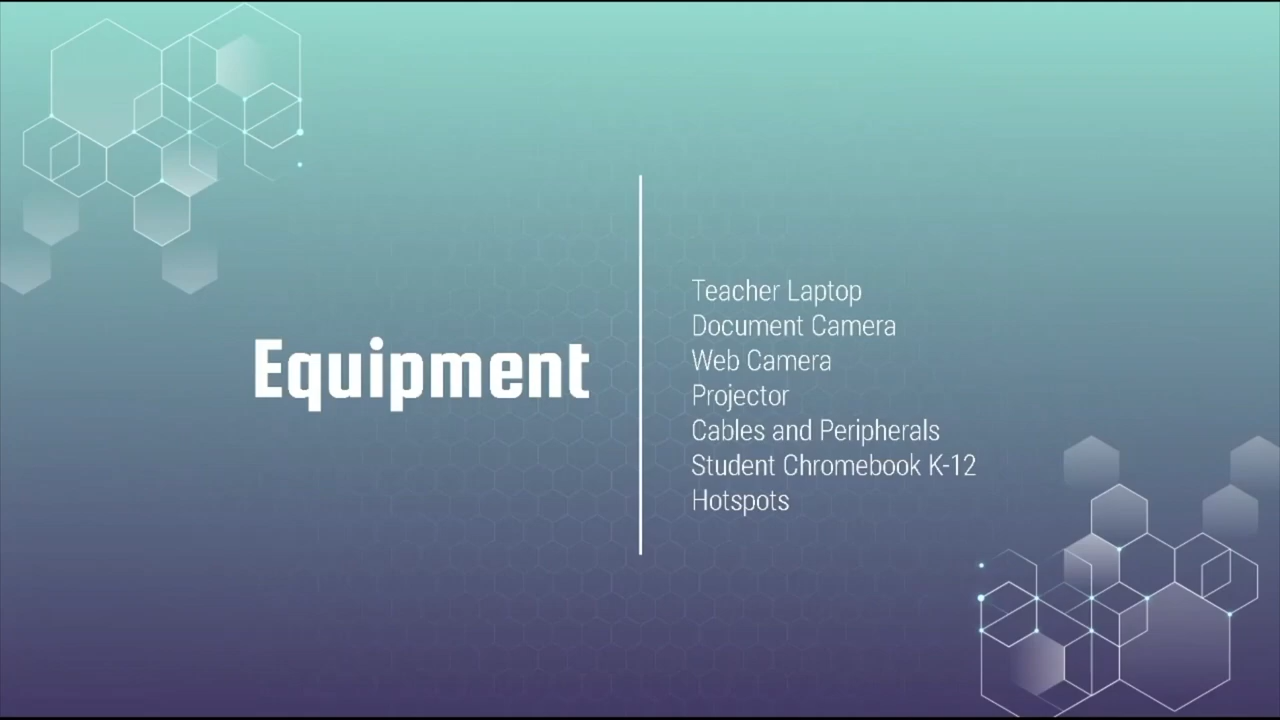 Equipment
Teacher Laptop
Document Camera
Web Camera
Projector
Cables and Peripherals
Student Chromebook K-12
Hotspots